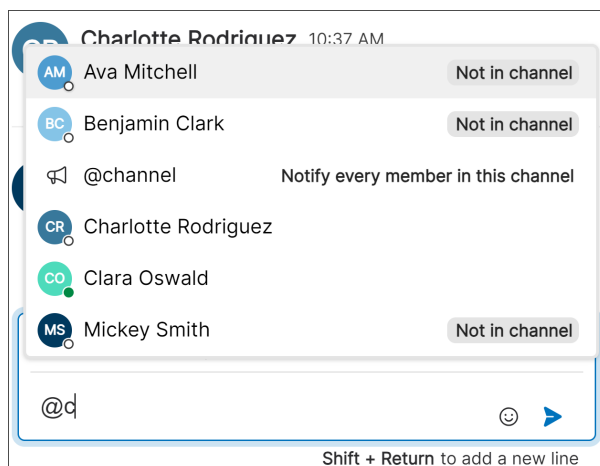 Charlotte Rodriguez 10:37 AM
AM Ava Mitchell Not in channel
BC Benjamin Clark Not in channel
@channel Notify every member in this channel
CR Charlotte Rodriguez
CO Clara Oswald
MS Mickey Smith Not in channel
@c
Shift + Return to add a new line